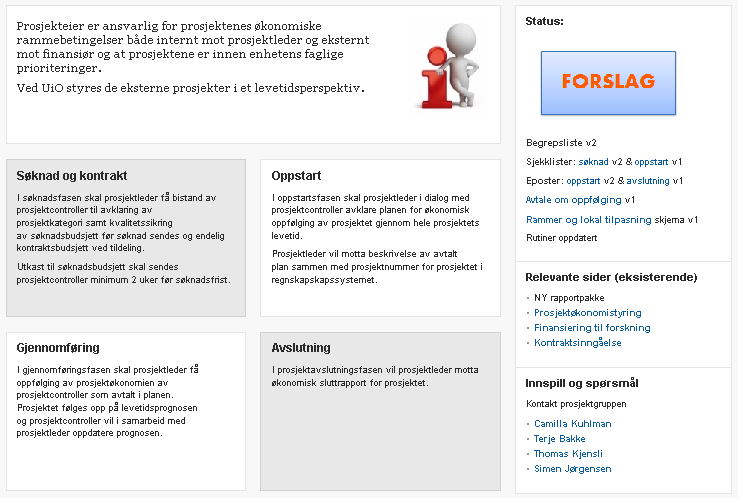 Prosjekteier er ansvarlig for prosjektenes økonomiske
rammebetingelser både internt mot prosjektleder og eksternt
mot finansiør og at prosjektene er innen enhetens faglige
prioriteringer.
Ved UiO styres de eksterne prosjekter i et levetidsperspektiv.
Søknad og kontrakt
I søknadsfasen skal prosjektleder få bistand av
prosjektcontroller til avklaring av
prosjektkategori samt kvalitetssikring
av søknadsbudsjett før søknad sendes og endelig
kontraktsbudsjett ved tildeling.
Utkast til søknadsbudsjett skal sendes
prosjektcontroller minimum 2 uker før søknadsfrist.
Oppstart
I oppstartsfasen skal prosjektleder i dialog med
prosjektcontroller avklare planen for økonomisk
oppfølging av prosjektet gjennom hele prosjektets
levetid.
Prosjektleder vil motta beskrivelse av avtalt
plan sammen med prosjektnummer for prosjektet i
regnskapskapssystemet.
Gjennomføring
I gjennomføringsfasen skal prosjektleder få
oppfølging av prosjektøkonomien av
prosjektcontroller som avtalt i planen.
Prosjektet følges opp på levetidsprognosen
og prosjektcontroller vil i samarbeid med
prosjektleder oppdatere prognosen.
Avslutning
I prosjektavslutningsfasen vil prosjektleder motta
økonomisk sluttrapport for prosjektet.
Status:
FORSLAG
Begrepsliste v2
Sjekklister: søknad v2 & oppstart v1
Eposter: oppstart v2 & avslutning v1
Avtale om oppfølging v1
Rammer og lokal tilpasning skjema v1
Rutiner oppdatert
Relevante sider (eksisterende)
• NY rapportpakke
• Prosjektøkonomistyring
• Finansiering til forskning
• Kontraktsinngåelse
Innspill og spørsmål
Kontakt prosjektgruppen
• Camilla Kuhlman
• Terje Bakke
• Thomas Kjensli
• Simen Jørgensen